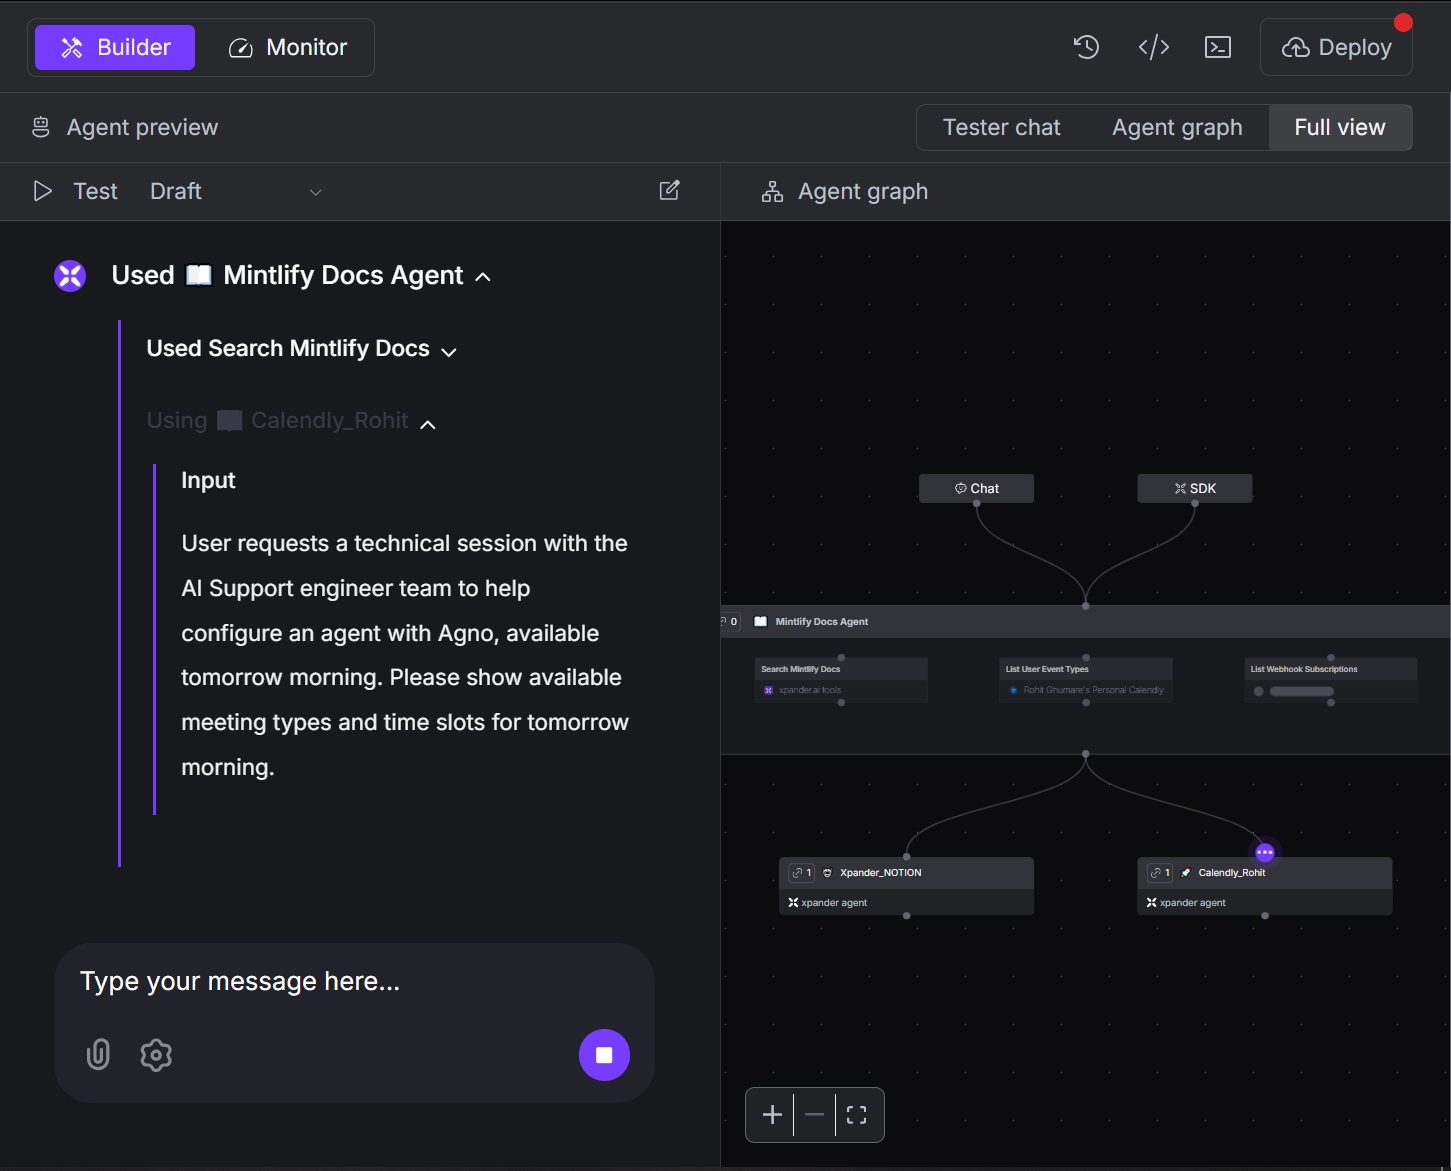 Builder
Monitor
Deploy
Agent preview
Tester chat
Agent graph
Full view
Test
Draft
Agent graph
Used 📖 Mintlify Docs Agent
Used Search Mintlify Docs
Using Calendly_Rohit
Input
User requests a technical session with the
AI Support engineer team to help
configure an agent with Agno, available
tomorrow morning. Please show available
meeting types and time slots for tomorrow
morning.
Type your message here...
Chat
SDK
0
Mintlify Docs Agent
Search Mintlify Docs
xpander.ai tools
List User Event Types
Rohit Ghumare's Personal Calendly
List Webhook Subscriptions
1
Xpander_NOTION
xpander agent
1
Calendly_Rohit
xpander agent